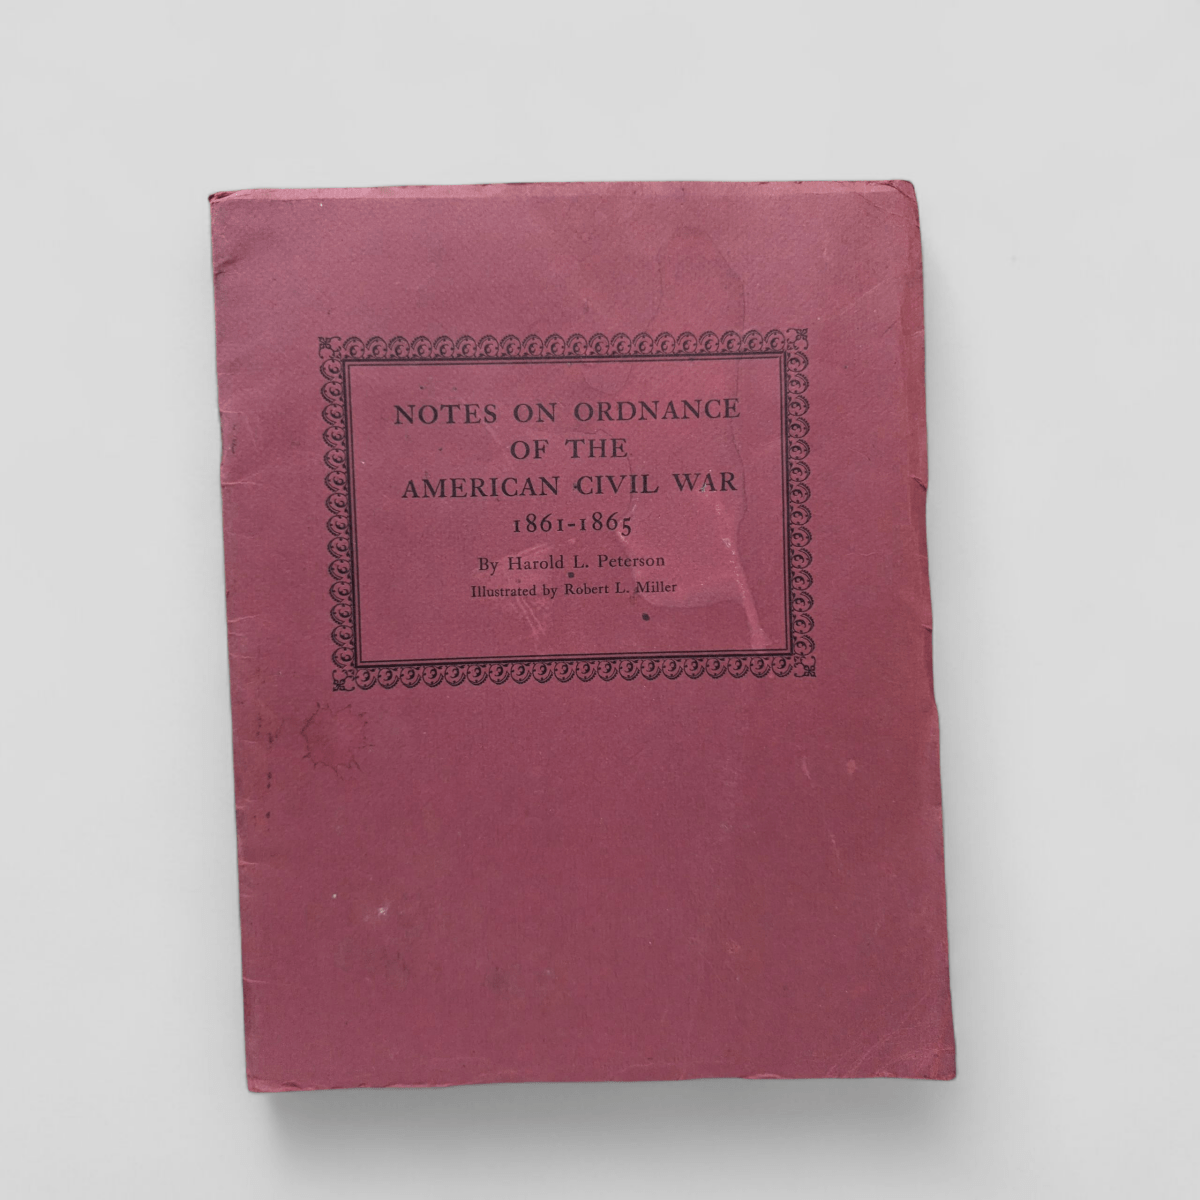 NOTES ON ORDNANCE
OF THE
AMERICAN CIVIL WAR
1861-1865
By Harold L. Peterson
Illustrated by Robert L. Miller